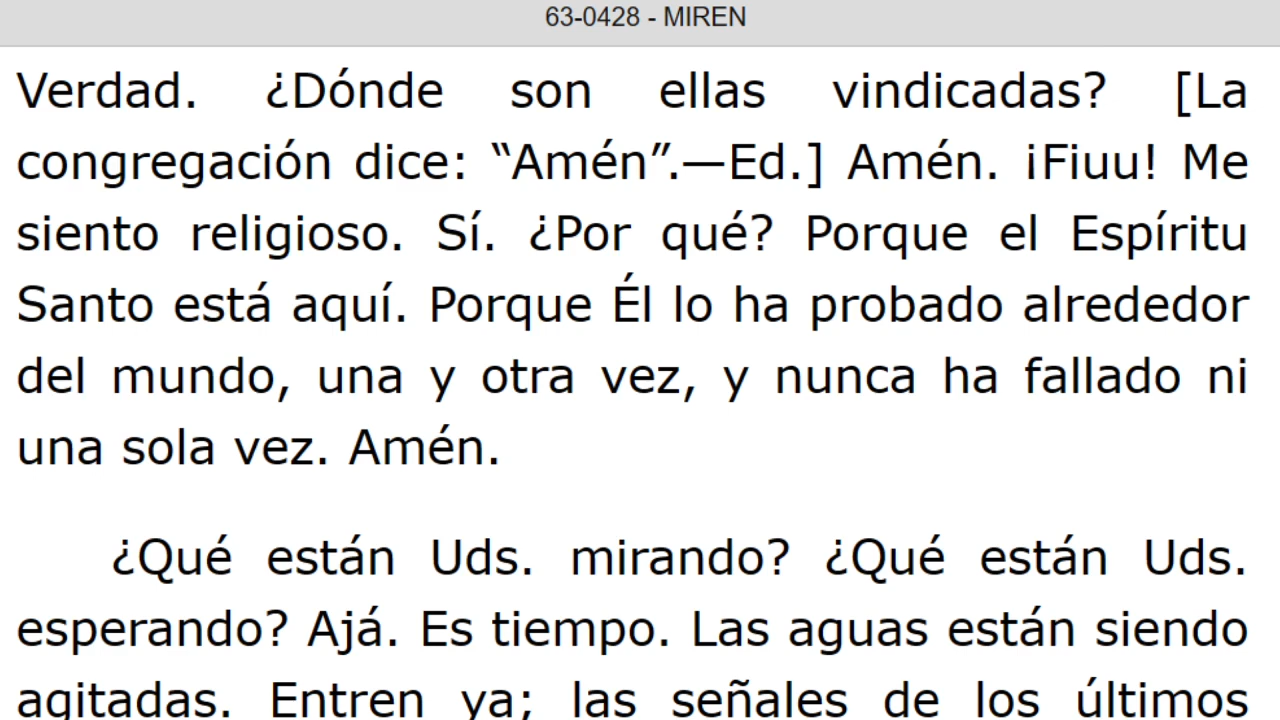 63-0428 - MIREN
Verdad. ¿Dónde son ellas vindicadas? [La
congregación dice: “Amén”.—Ed.] Amén. ¡Fiuu! Me
siento religioso. Sí. ¿Por qué? Porque el Espíritu
Santo está aquí. Porque Él lo ha probado alrededor
del mundo, una y otra vez, y nunca ha fallado ni
una sola vez. Amén.
¿Qué están Uds. mirando? ¿Qué están Uds.
esperando? Ajá. Es tiempo. Las aguas están siendo
agitadas. Entren ya; las señales de los últimos